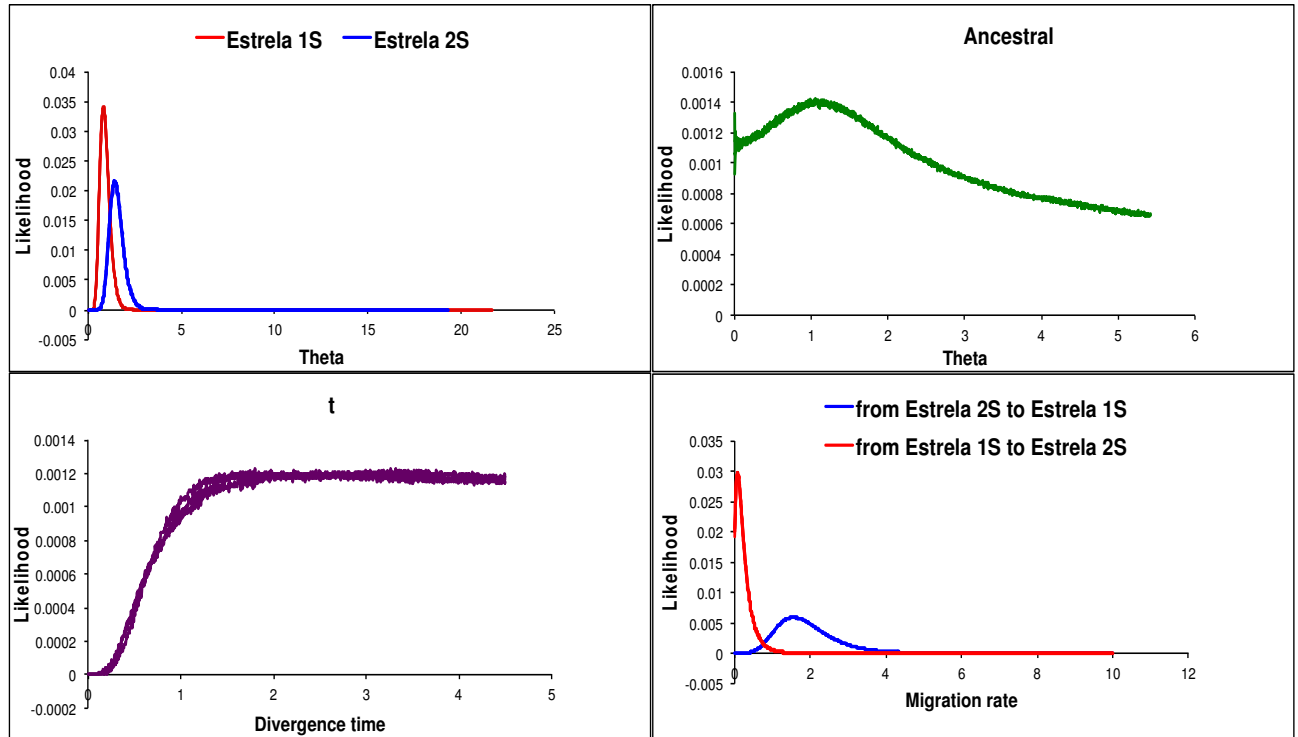 Estrela 1S Estrela 2S
0.04
0.035
0.03
0.025
0.02
0.015
0.01
0.005
0
-0.005
0 5 10 15 20 25
Likelihood
Theta
Ancestral
0.0016
0.0014
0.0012
0.001
0.0008
0.0006
0.0004
0.0002
0
0 1 2 3 4 5 6
Likelihood
Theta
t
0.0014
0.0012
0.001
0.0008
0.0006
0.0004
0.0002
0
-0.0002
0 1 2 3 4 5
Likelihood
Divergence time
from Estrela 2S to Estrela 1S
from Estrela 1S to Estrela 2S
0.035
0.03
0.025
0.02
0.015
0.01
0.005
0
-0.005
0 2 4 6 8 10 12
Likelihood
Migration rate